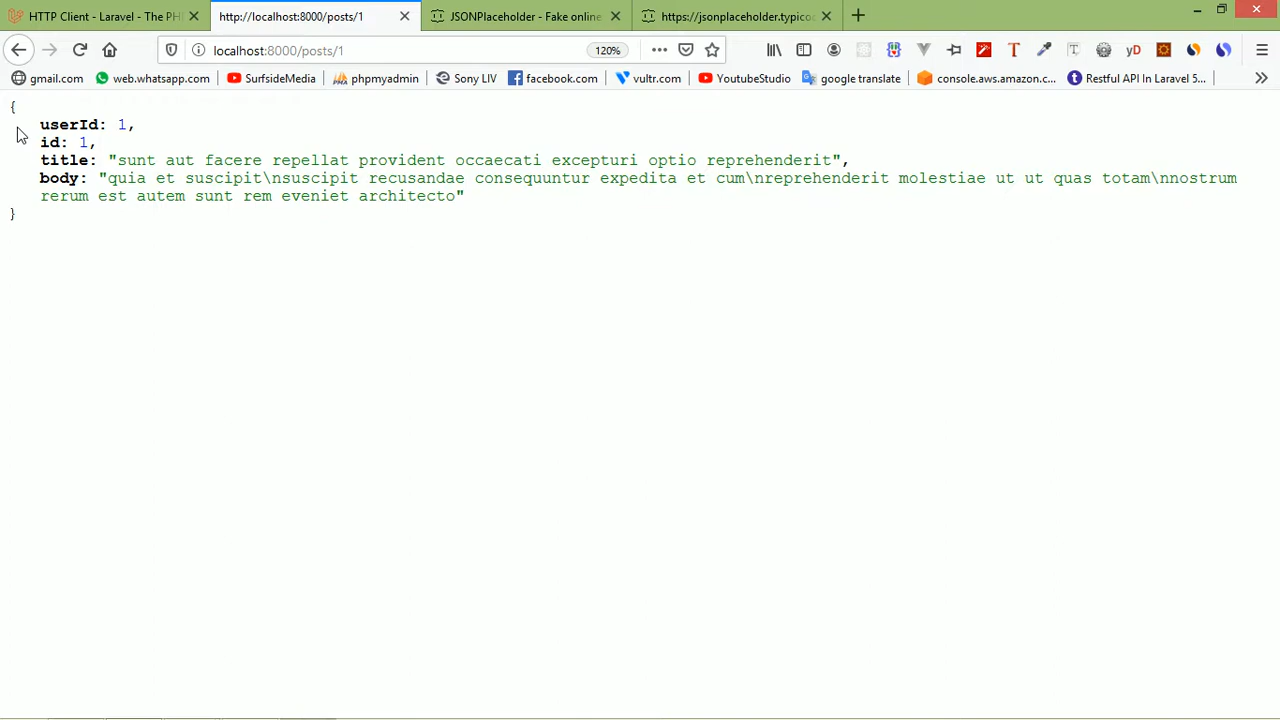 HTTP Client - Laravel - The PH
http://localhost:8000/posts/1
JSONPlaceholder - Fake online
https://jsonplaceholder.typico
localhost:8000/posts/1
120%
gmail.com
web.whatsapp.com
SurfsideMedia
phpmyadmin
Sony LIV
facebook.com
vultr.com
YoutubeStudio
google translate
console.aws.amazon.c...
Restful API In Laravel 5...
{
userId: 1,
id: 1,
title: "sunt aut facere repellat provident occaecati excepturi optio reprehenderit",
body: "quia et suscipit\nsuscipit recusandae consequuntur expedita et cum\nreprehenderit molestiae ut ut quas totam\nnostrum
rerum est autem sunt rem eveniet architecto"
}